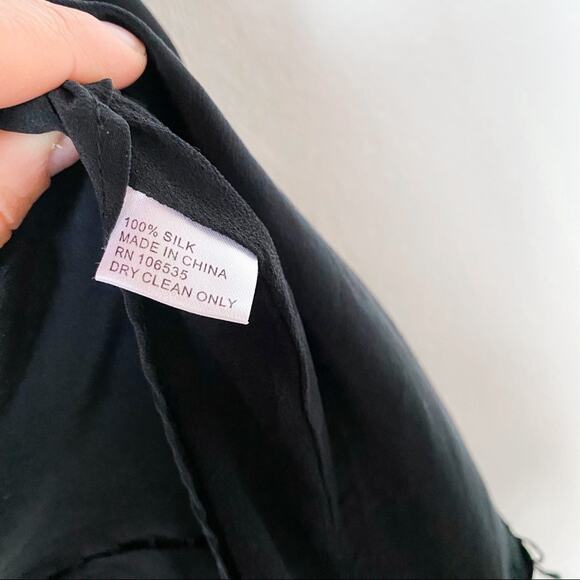 100% SILK
MADE IN CHINA
RN 106535
DRY CLEAN ONLY